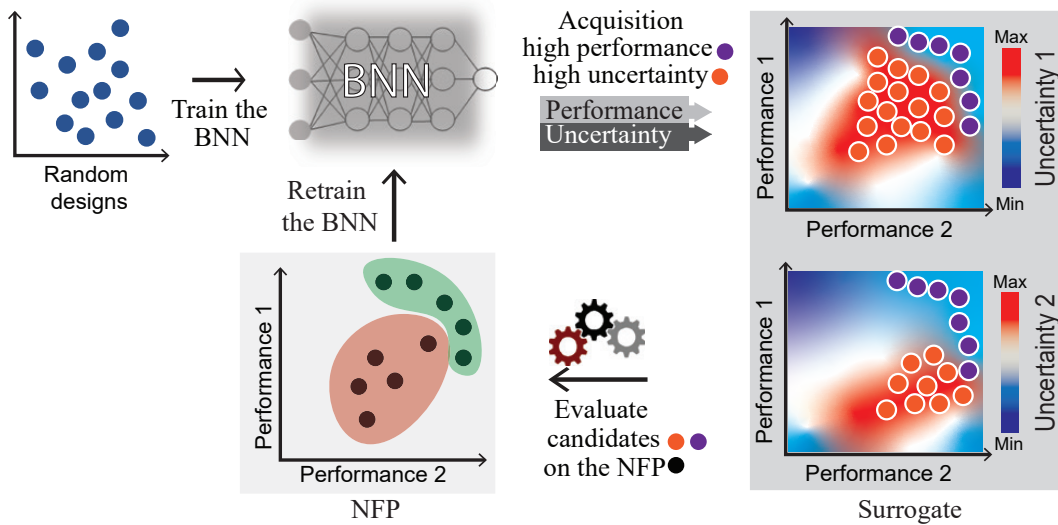 Random
designs
Train the
BNN
BNN
Acquisition
high performance
high uncertainty
Performance
Uncertainty
Performance 1
Performance 2
Max
Min
Uncertainty 1
Retrain
the BNN
Performance 1
Performance 2
NFP
Evaluate
candidates
on the NFP
Performance 1
Performance 2
Max
Min
Uncertainty 2
Surrogate